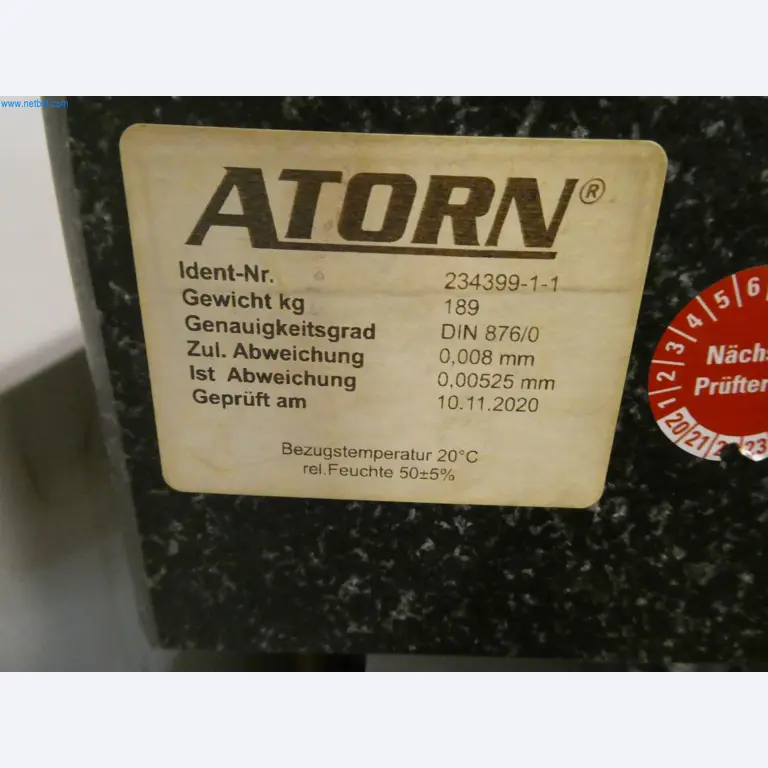 www.netbid.com
ATORN®
Ident-Nr. 234399-1-1
Gewicht kg 189
Genauigkeitsgrad DIN 876/0
Zul. Abweichung 0,008 mm
Ist Abweichung 0,00525 mm
Geprüft am 10.11.2020
Bezugstemperatur 20°C
rel.Feuchte 50±5%
1 2 3 4 5 6
Nächs
Prüfter
20 21 23